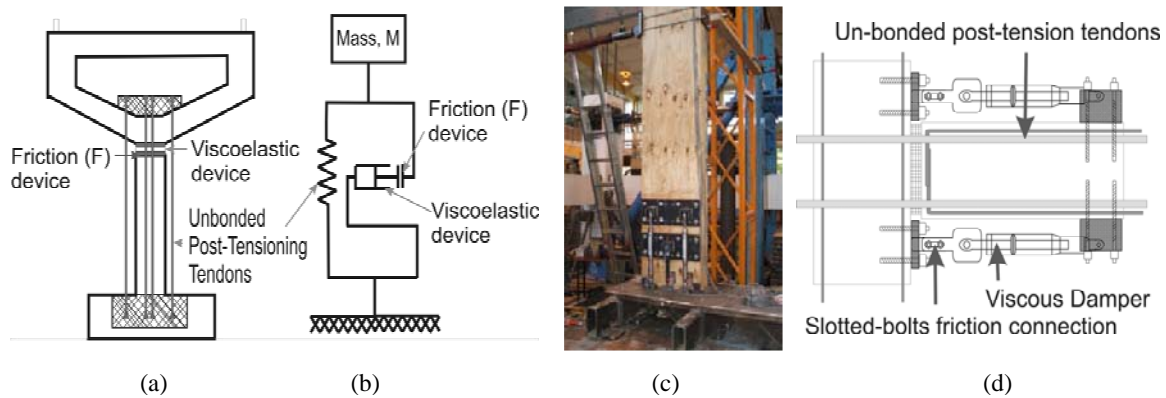 Friction (F)
device
Viscoelastic
device
Unbonded
Post-Tensioning
Tendons
(a)
Mass, M
Friction (F)
device
Viscoelastic
device
(b)
(c)
Un-bonded post-tension tendons
Viscous Damper
Slotted-bolts friction connection
(d)